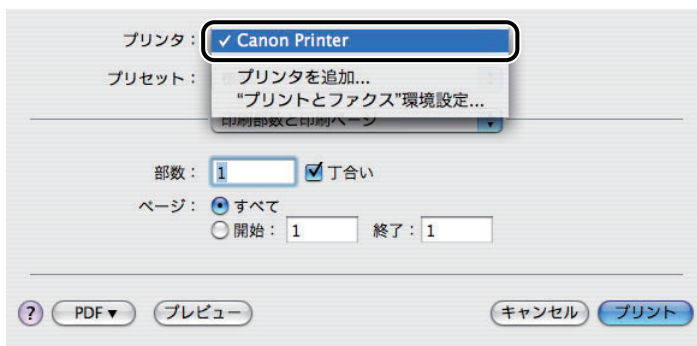 プリンタ： ✓ Canon Printer
プリセット： プリンタを追加...
“プリントとファクス”環境設定...
印刷部数と印刷ページ
部数： 1 丁合い
ページ： すべて
開始： 1 終了： 1
? PDF▼ プレビュー キャンセル プリント